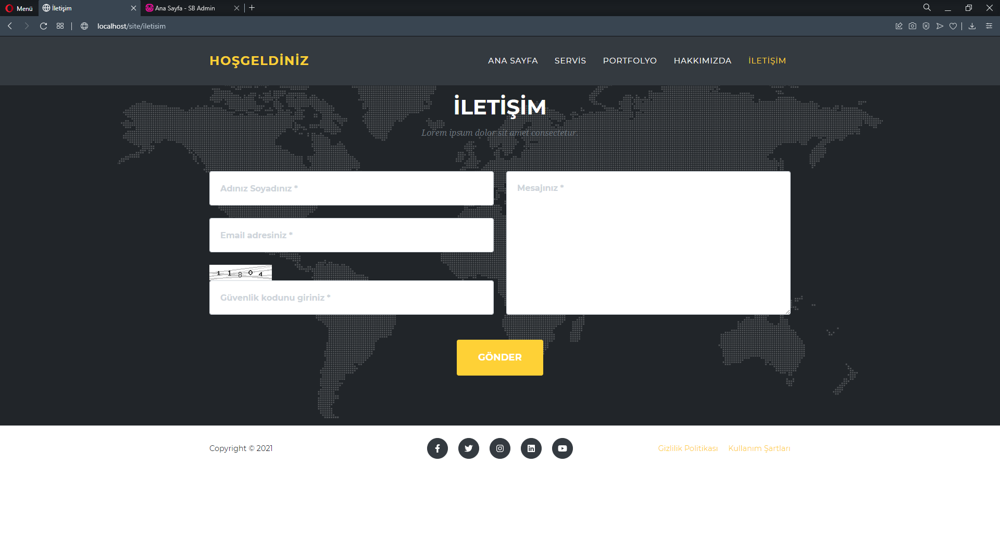 Menü
İletişim
Ana Sayfa - SB Admin
localhost/site/iletisim
HOŞGELDİNİZ
ANA SAYFA
SERVİS
PORTFOLYO
HAKKIMIZDA
İLETİŞİM
İLETİŞİM
Lorem ipsum dolor sit amet consectetur.
Adınız Soyadınız *
Mesajınız *
Email adresiniz *
1 1 8 0 4
Güvenlik kodunu giriniz *
GÖNDER
Copyright © 2021
Gizlilik Politikası
Kullanım Şartları